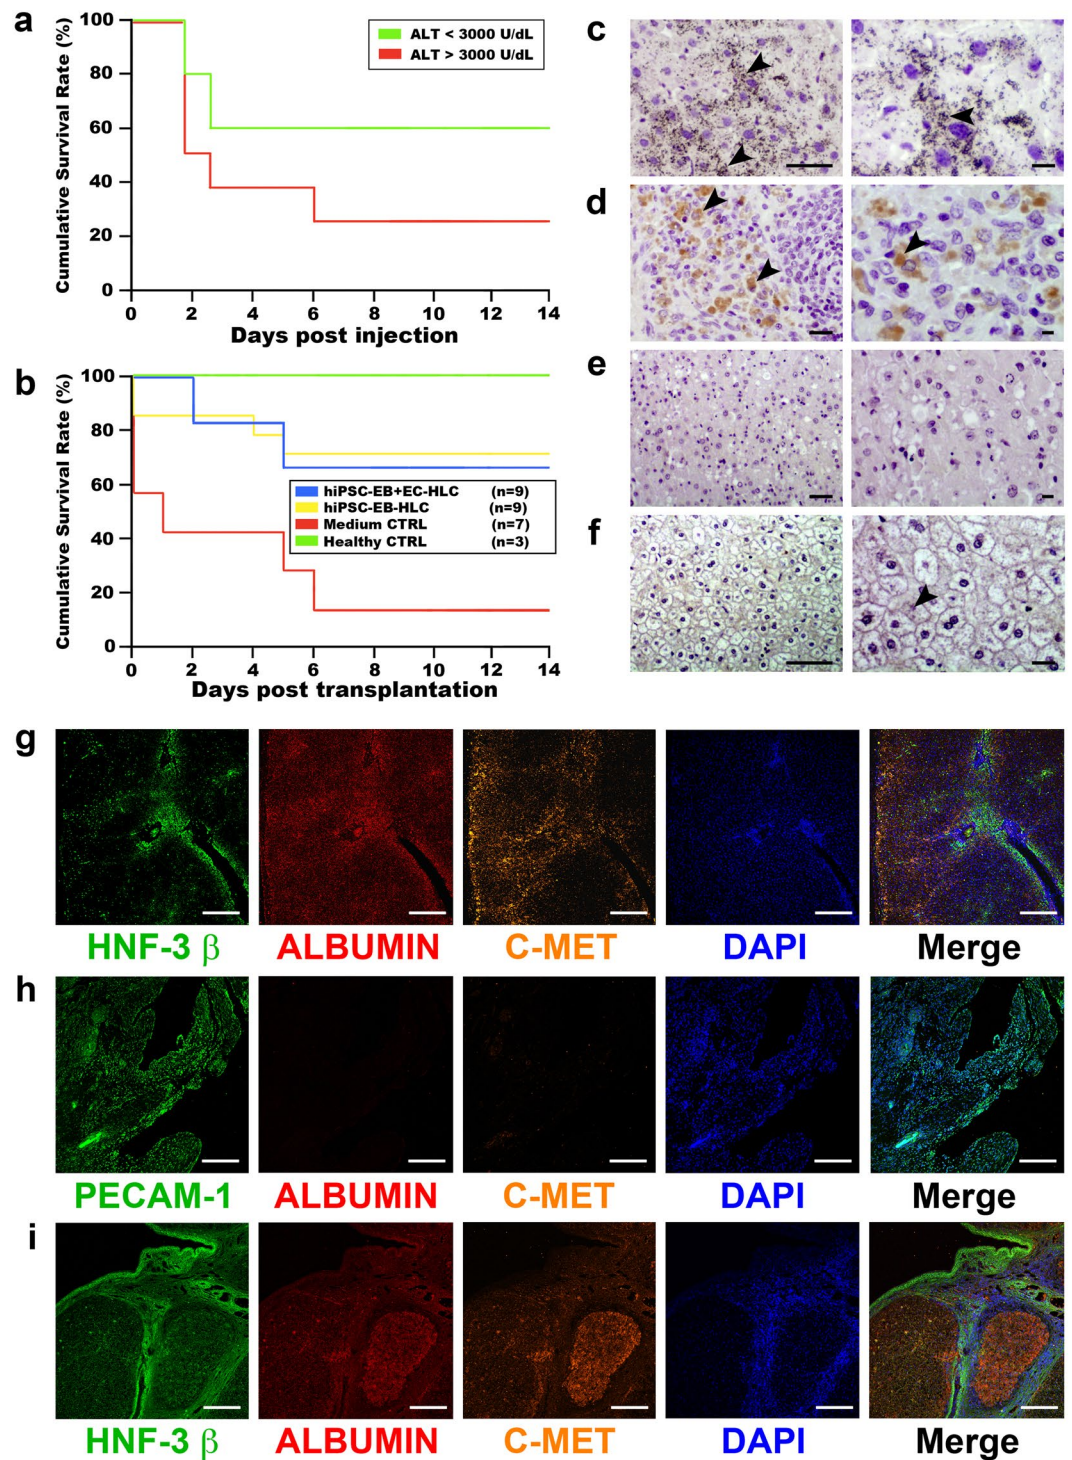 a
100
80
60
40
20
0
Cumulative Survival Rate (%)
ALT < 3000 U/dL
ALT > 3000 U/dL
0 2 4 6 8 10 12 14
Days post injection
b
100
80
60
40
20
0
Cumulative Survival Rate (%)
hiPSC-EB+EC-HLC (n=9)
hiPSC-EB-HLC (n=9)
Medium CTRL (n=7)
Healthy CTRL (n=3)
0 2 4 6 8 10 12 14
Days post transplantation
c
d
e
f
g
HNF-3 β ALBUMIN C-MET DAPI Merge
h
PECAM-1 ALBUMIN C-MET DAPI Merge
i
HNF-3 β ALBUMIN C-MET DAPI Merge